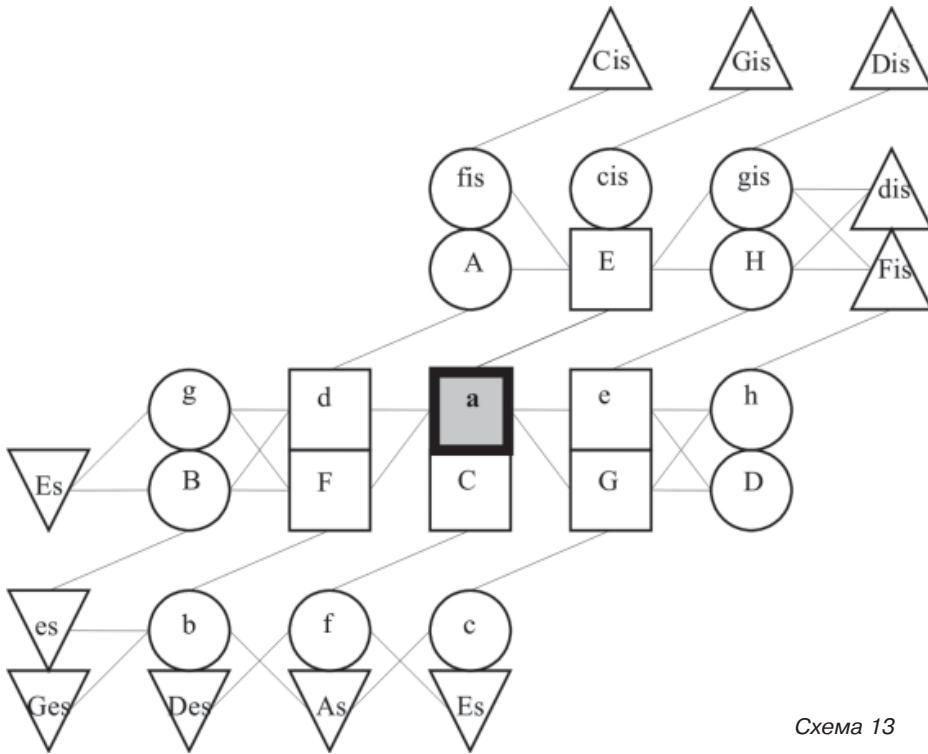 Cis Gis Dis
fis cis gis dis
A E H Fis
g d a e h
Es B F C G D
es b f c
Ges Des As Es
Схема 13